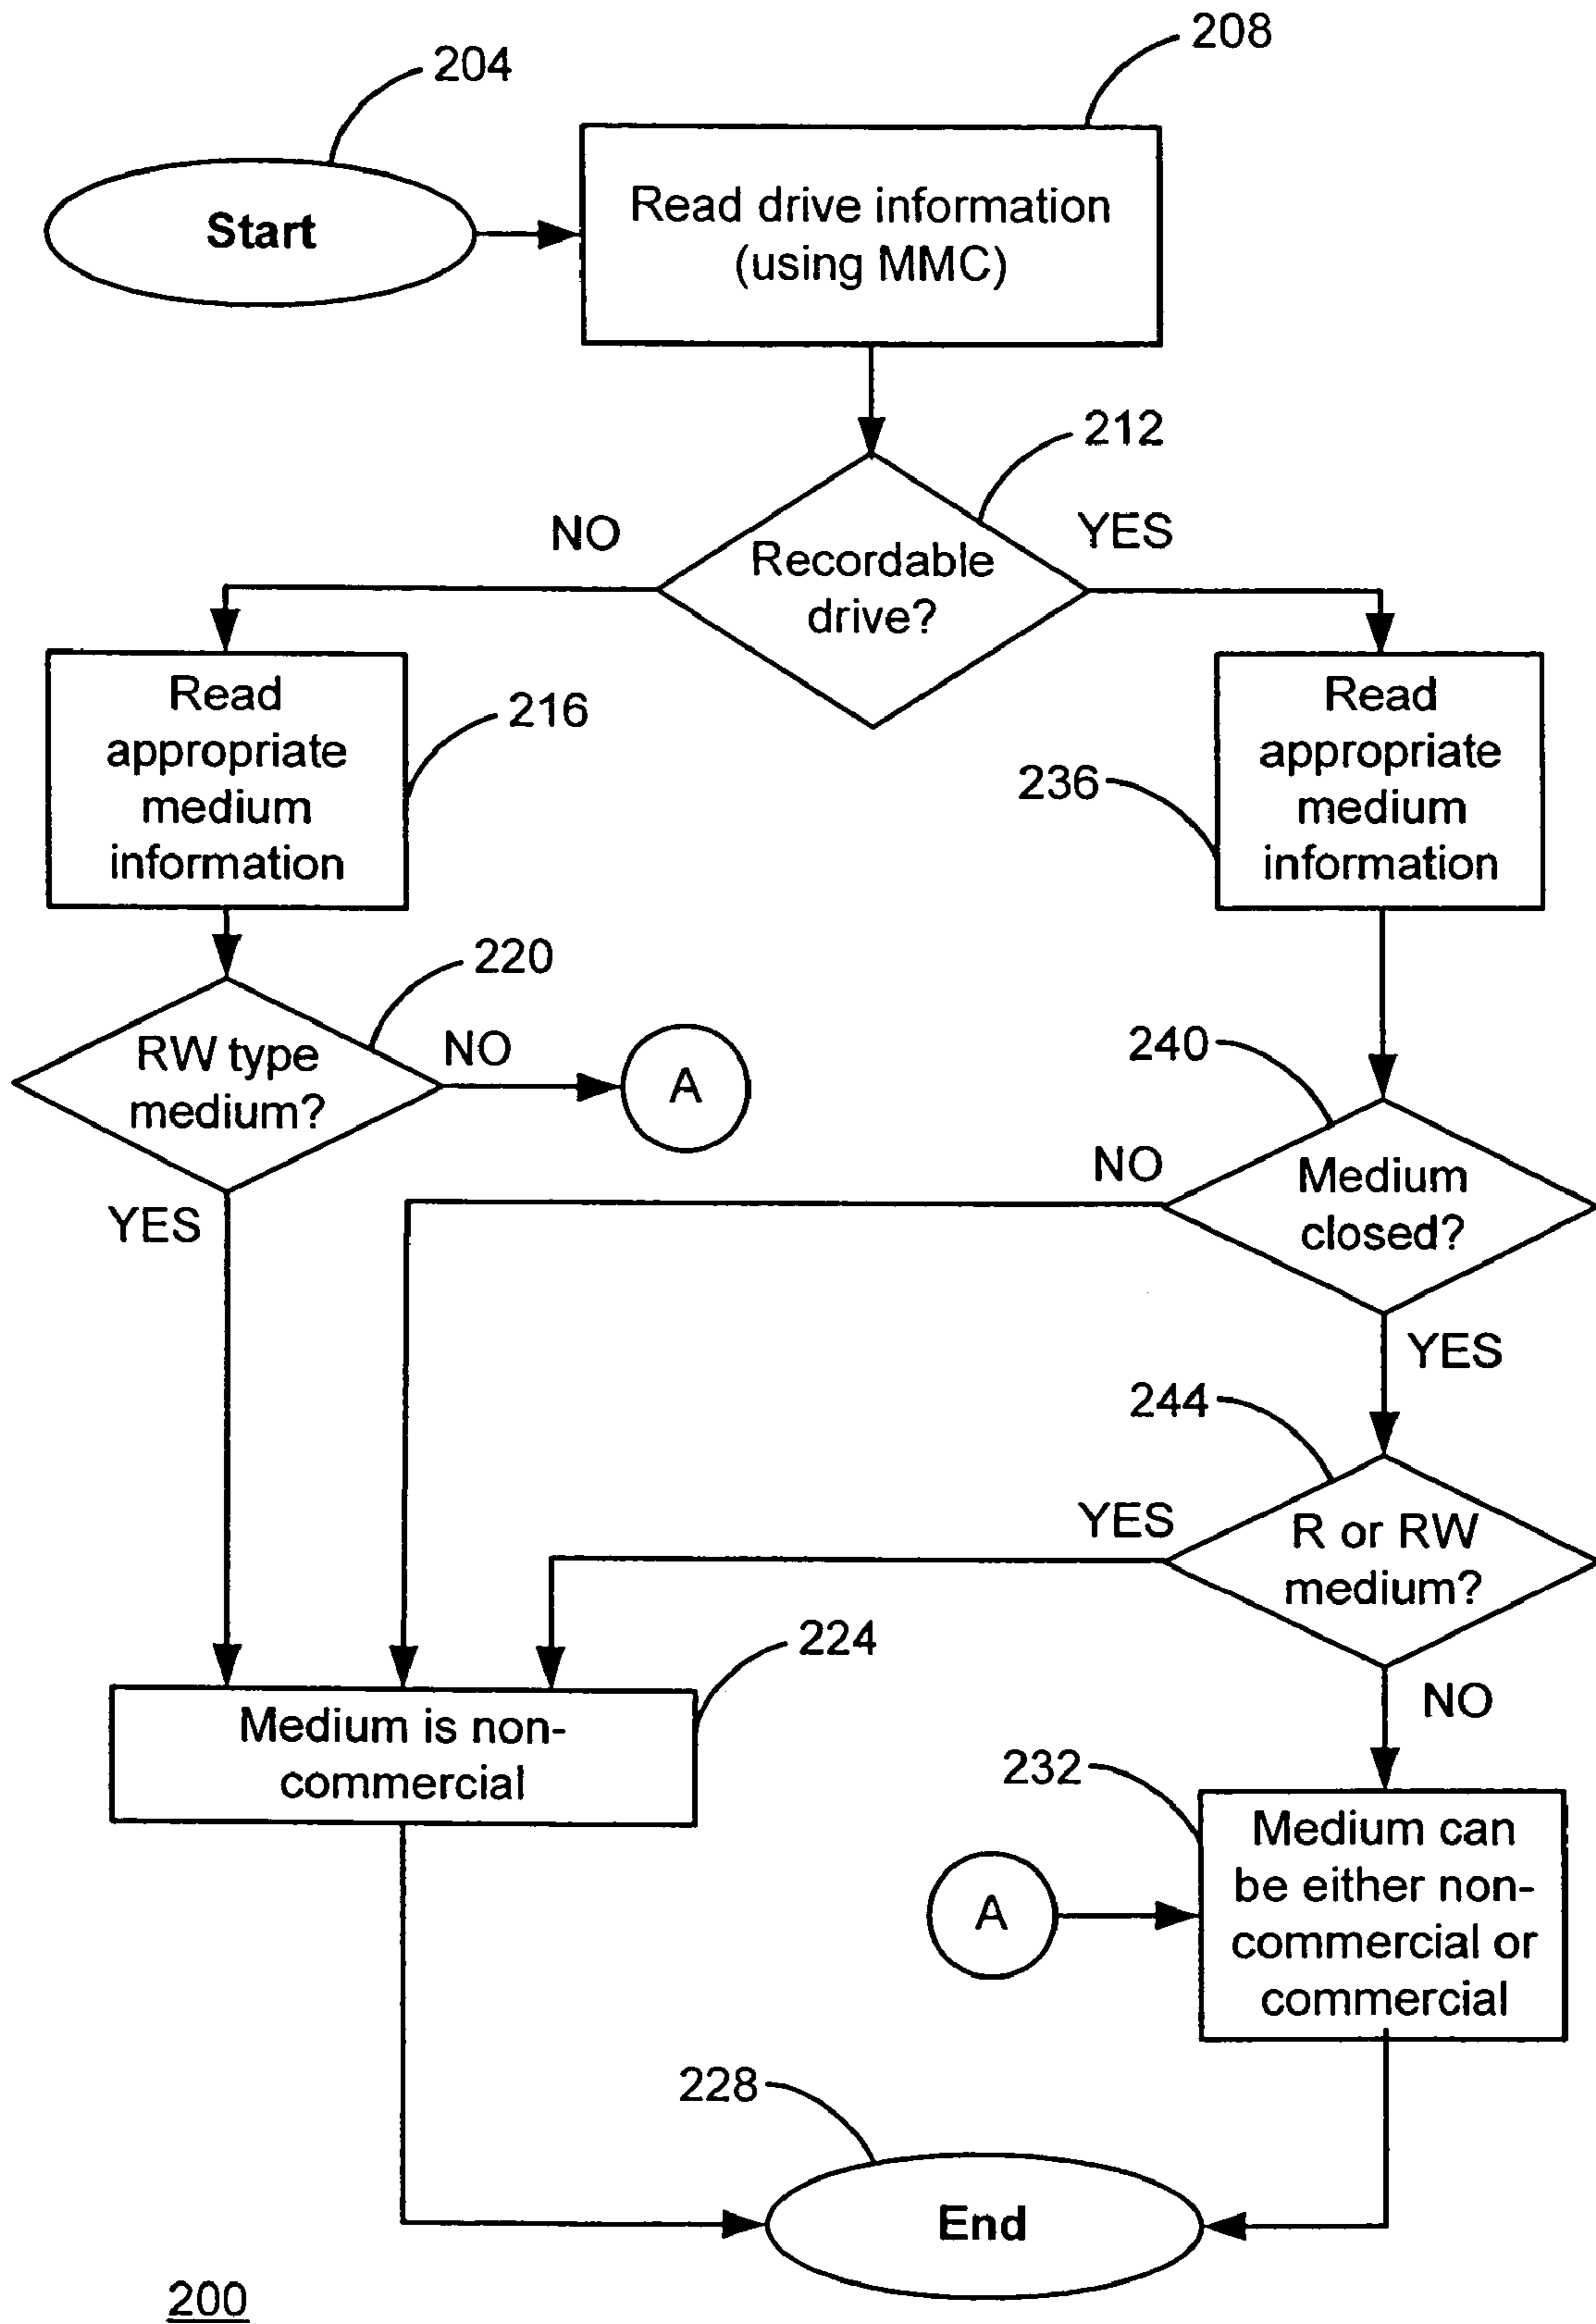 204
208
Start
Read drive information
(using MMC)
212
NO
YES
Recordable
drive?
Read
appropriate
medium
information
216
Read
appropriate
medium
information
236
220
RW type
medium?
NO
A
YES
240
NO
Medium
closed?
YES
244
YES
R or RW
medium?
NO
224
Medium is non-
commercial
232
Medium can
be either non-
commercial or
commercial
A
228
End
200